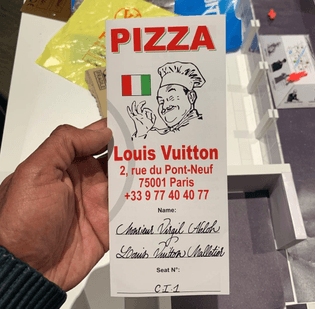 PIZZA
Louis Vuitton
2, rue du Pont-Neuf
75001 Paris
+33 9 77 40 40 77
Name:
Monsieur Virgil Abloh
Louis Vuitton Malletier
Seat N°:
C.I.1